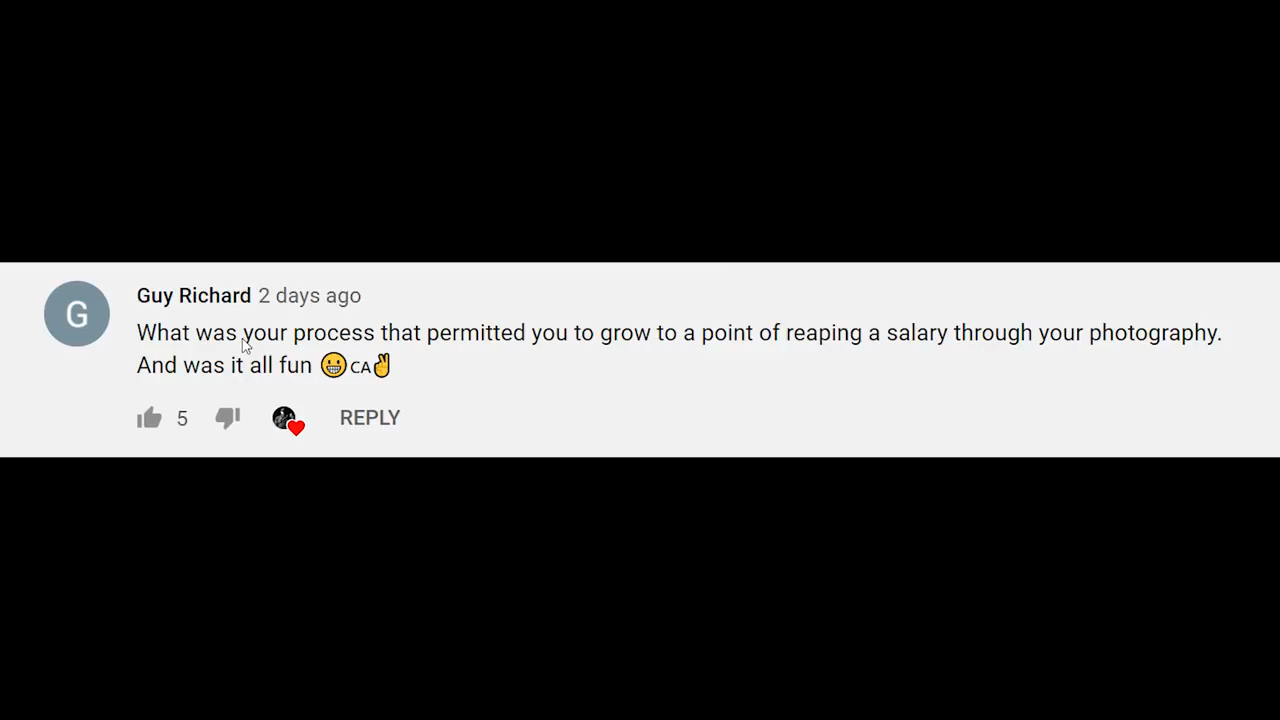 G
Guy Richard 2 days ago
What was your process that permitted you to grow to a point of reaping a salary through your photography.
And was it all fun 😁 CA✌
5 REPLY